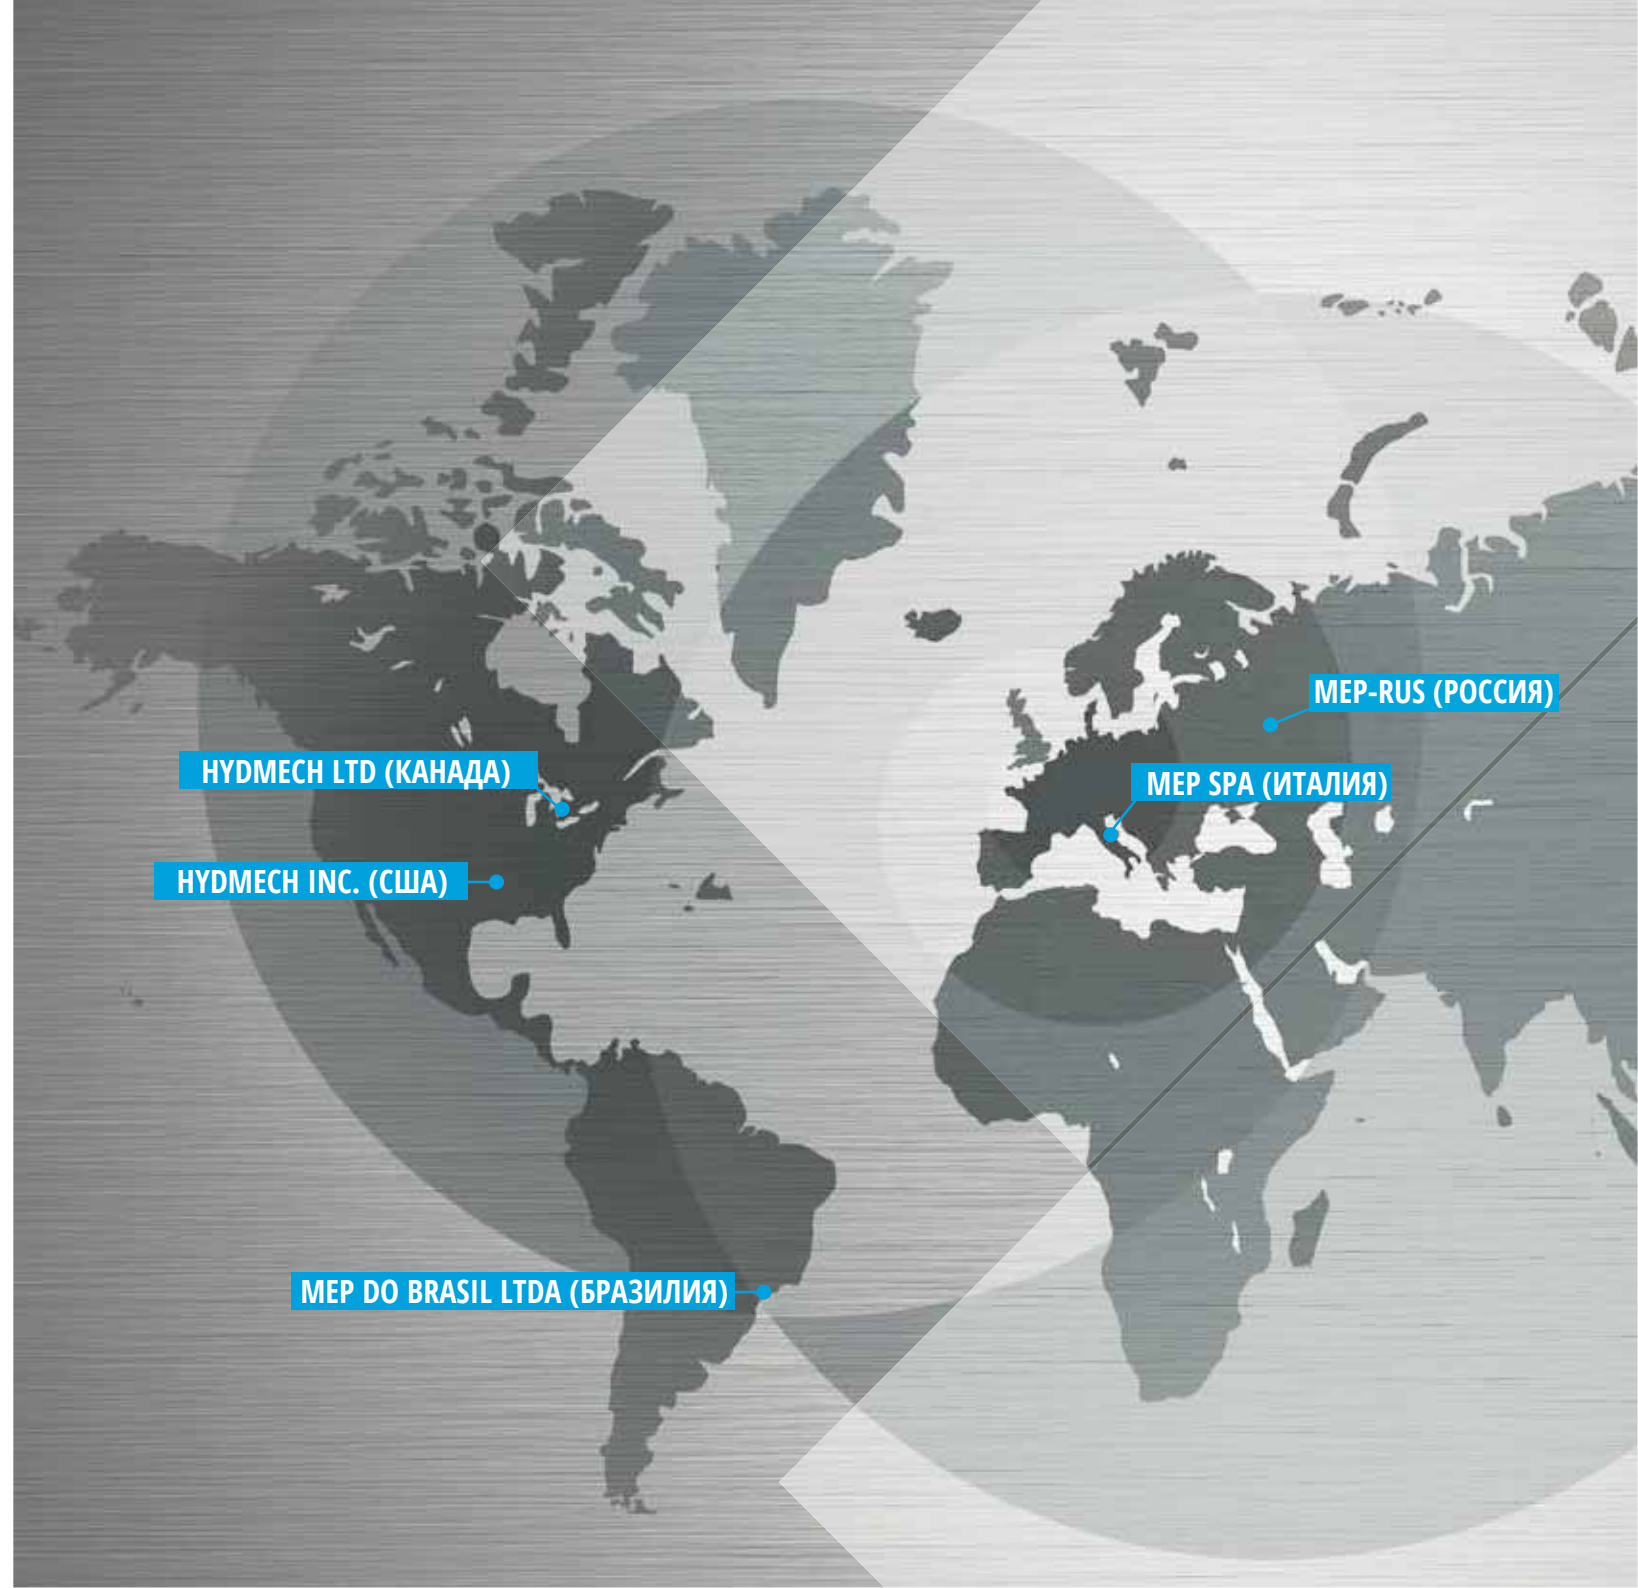 MEP-RUS (РОССИЯ)
HYDMECH LTD (КАНАДА)
MEP SPA (ИТАЛИЯ)
HYDMECH INC. (США)
MEP DO BRASIL LTDA (БРАЗИЛИЯ)